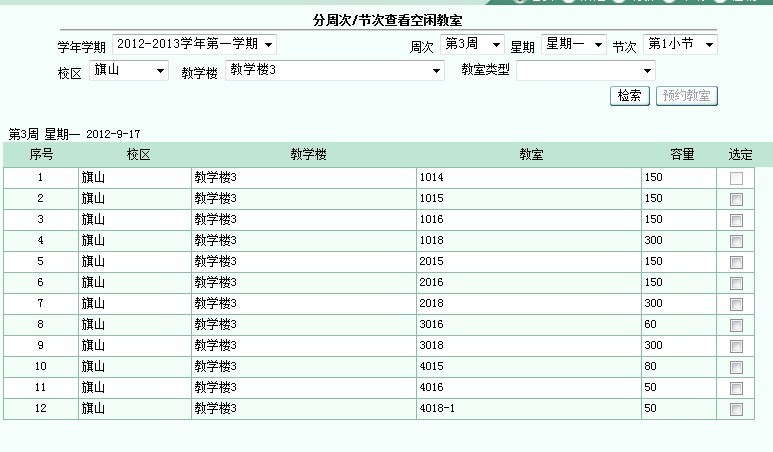 分周次/节次查看空闲教室
学年学期 2012-2013学年第一学期 周次 第3周 星期 星期一 节次 第1小节
校区 旗山 教学楼 教学楼3 教室类型
检索 预约教室
第3周 星期一 2012-9-17
序号 校区 教学楼 教室 容量 选定
1 旗山 教学楼3 1014 150
2 旗山 教学楼3 1015 150
3 旗山 教学楼3 1016 150
4 旗山 教学楼3 1018 300
5 旗山 教学楼3 2015 150
6 旗山 教学楼3 2016 150
7 旗山 教学楼3 2018 300
8 旗山 教学楼3 3016 60
9 旗山 教学楼3 3018 300
10 旗山 教学楼3 4015 80
11 旗山 教学楼3 4016 50
12 旗山 教学楼3 4018-1 50